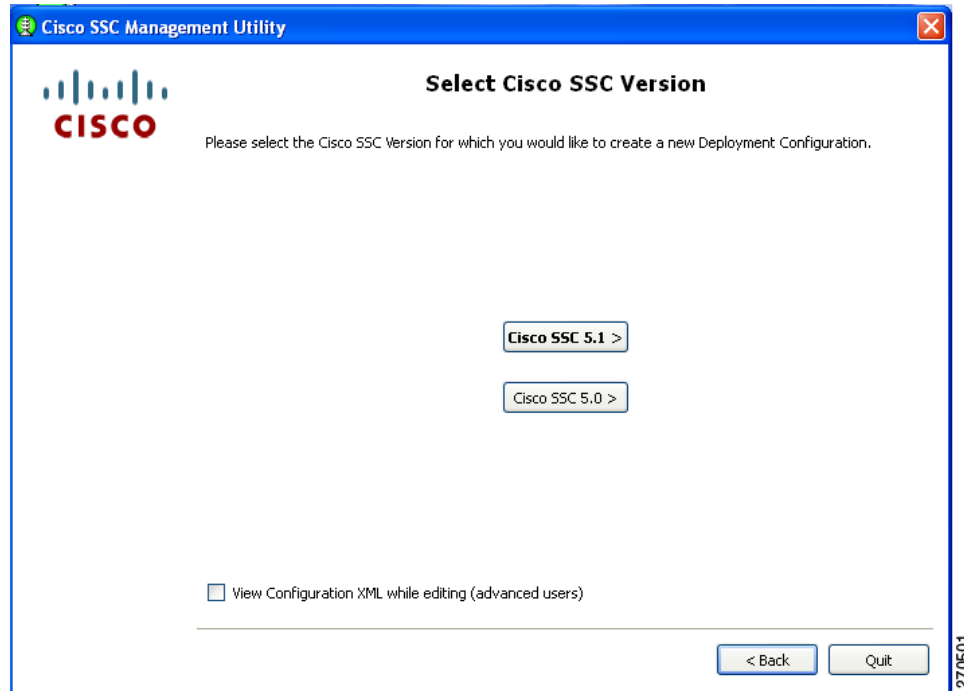 Cisco SSC Management Utility
CISCO
Select Cisco SSC Version
Please select the Cisco SSC Version for which you would like to create a new Deployment Configuration.
Cisco SSC 5.1 >
Cisco SSC 5.0 >
View Configuration XML while editing (advanced users)
< Back
Quit
270501